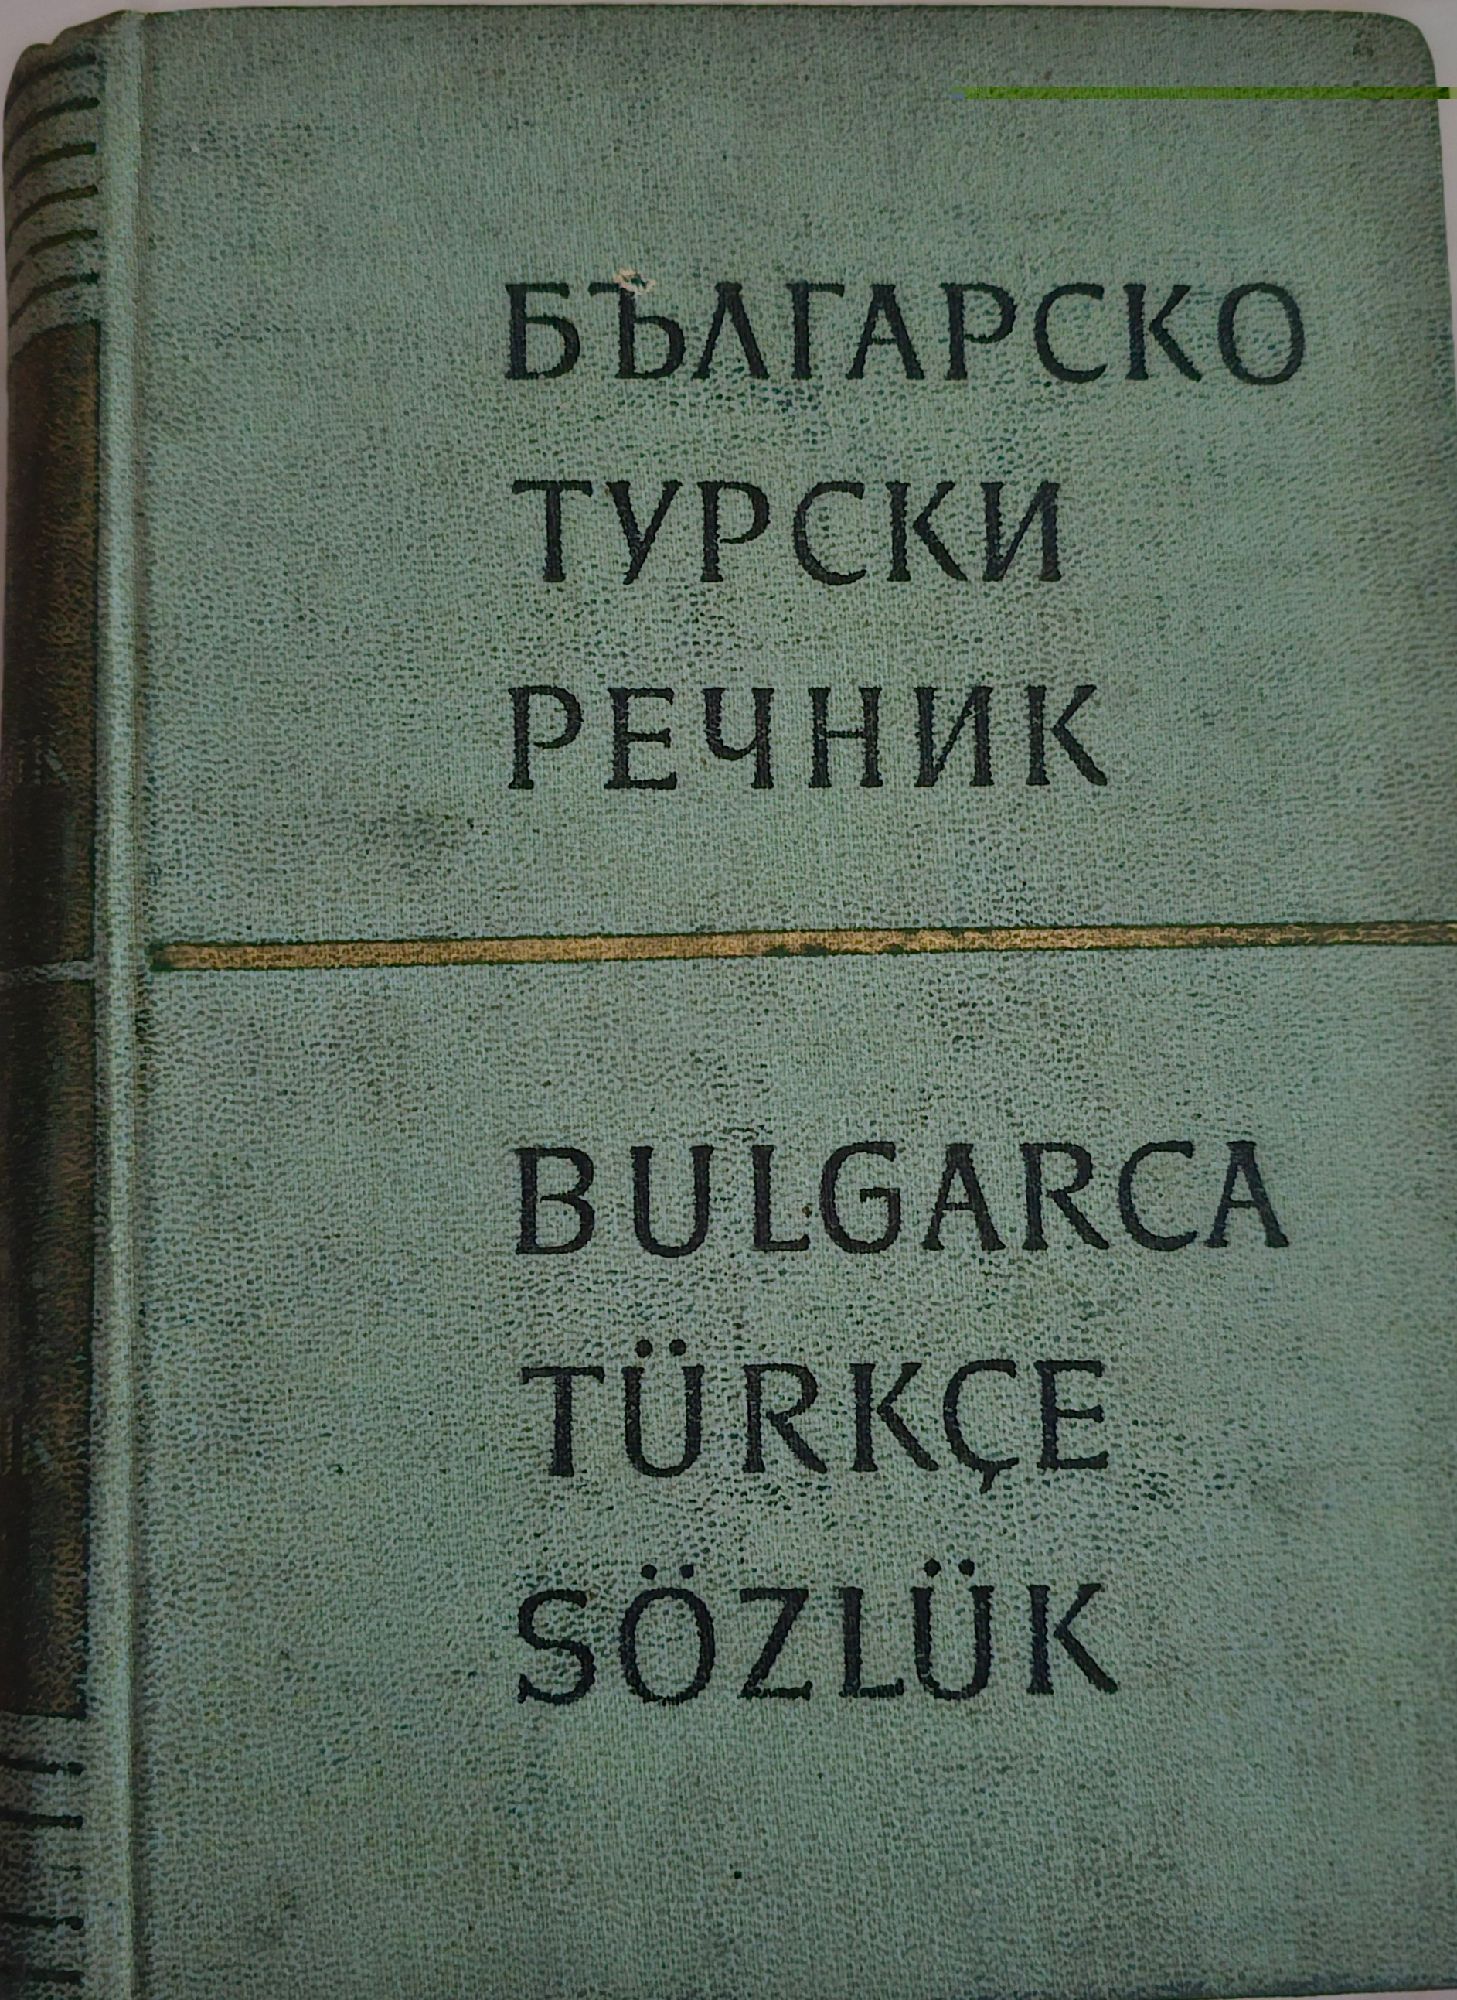 БЪЛГАРСКО
ТУРСКИ
РЕЧНИК
BULGARCA
TÜRKÇE
SÖZLÜK